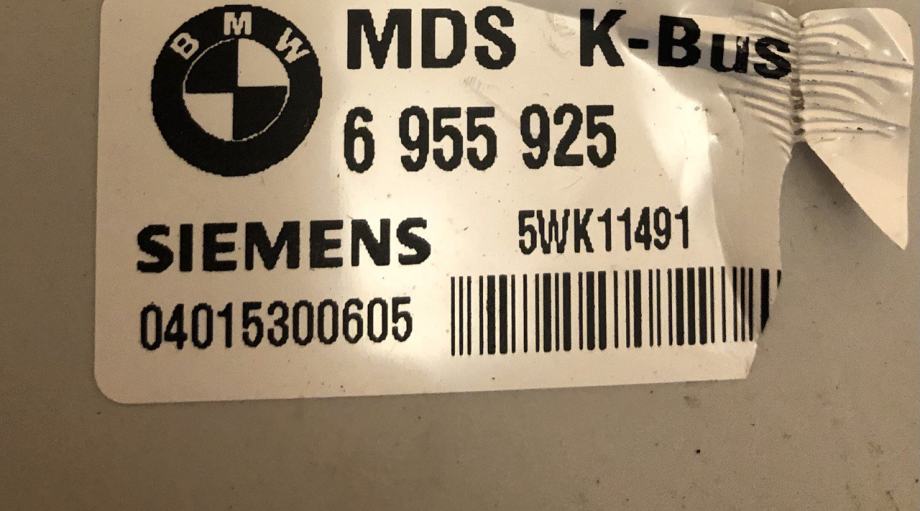 BMW
MDS K-Bus
6 955 925
SIEMENS
5WK11491
04015300605